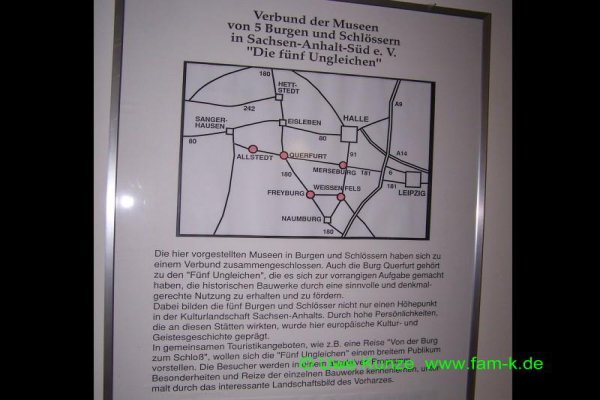 Verbund der Museen
von 5 Burgen und Schlössern
in Sachsen-Anhalt-Süd e. V.
"Die fünf Ungleichen"
180
HETT-
STEDT
A9
242
SANGER-
HAUSEN
EISLEBEN
HALLE
80
80
91
A14
ALLSTEDT
QUERFURT
MERSEBURG
181
6
181
LEIPZIG
180
FREYBURG
WEISSENFELS
NAUMBURG
180
Die hier vorgestellten Museen in Burgen und Schlössern haben sich zu
einem Verbund zusammengeschlossen. Auch die Burg Querfurt gehört
zu den "Fünf Ungleichen", die es sich zur vorrangigen Aufgabe gemacht
haben, die historischen Bauwerke durch eine sinnvolle und denkmal-
gerechte Nutzung zu erhalten und zu fördern.
Dabei bilden die fünf Burgen und Schlösser nicht nur einen Höhepunkt
in der Kulturlandschaft Sachsen-Anhalts. Durch hohe Persönlichkeiten,
die an diesen Stätten wirkten, wurde hier europäische Kultur- und
Geistesgeschichte geprägt.
In gemeinsamen Touristikangeboten, wie z.B. eine Reise "Von der Burg
zum Schloß", wollen sich die "Fünf Ungleichen" einem breitem Publikum
vorstellen. Die Besucher werden in
Besonderheiten und Reize der einzelnen Bauwerke kennenlernen,
malt durch das interessante Landschaftsbild des Vorharzes.
© Uwe Kunze www.fam-k.de